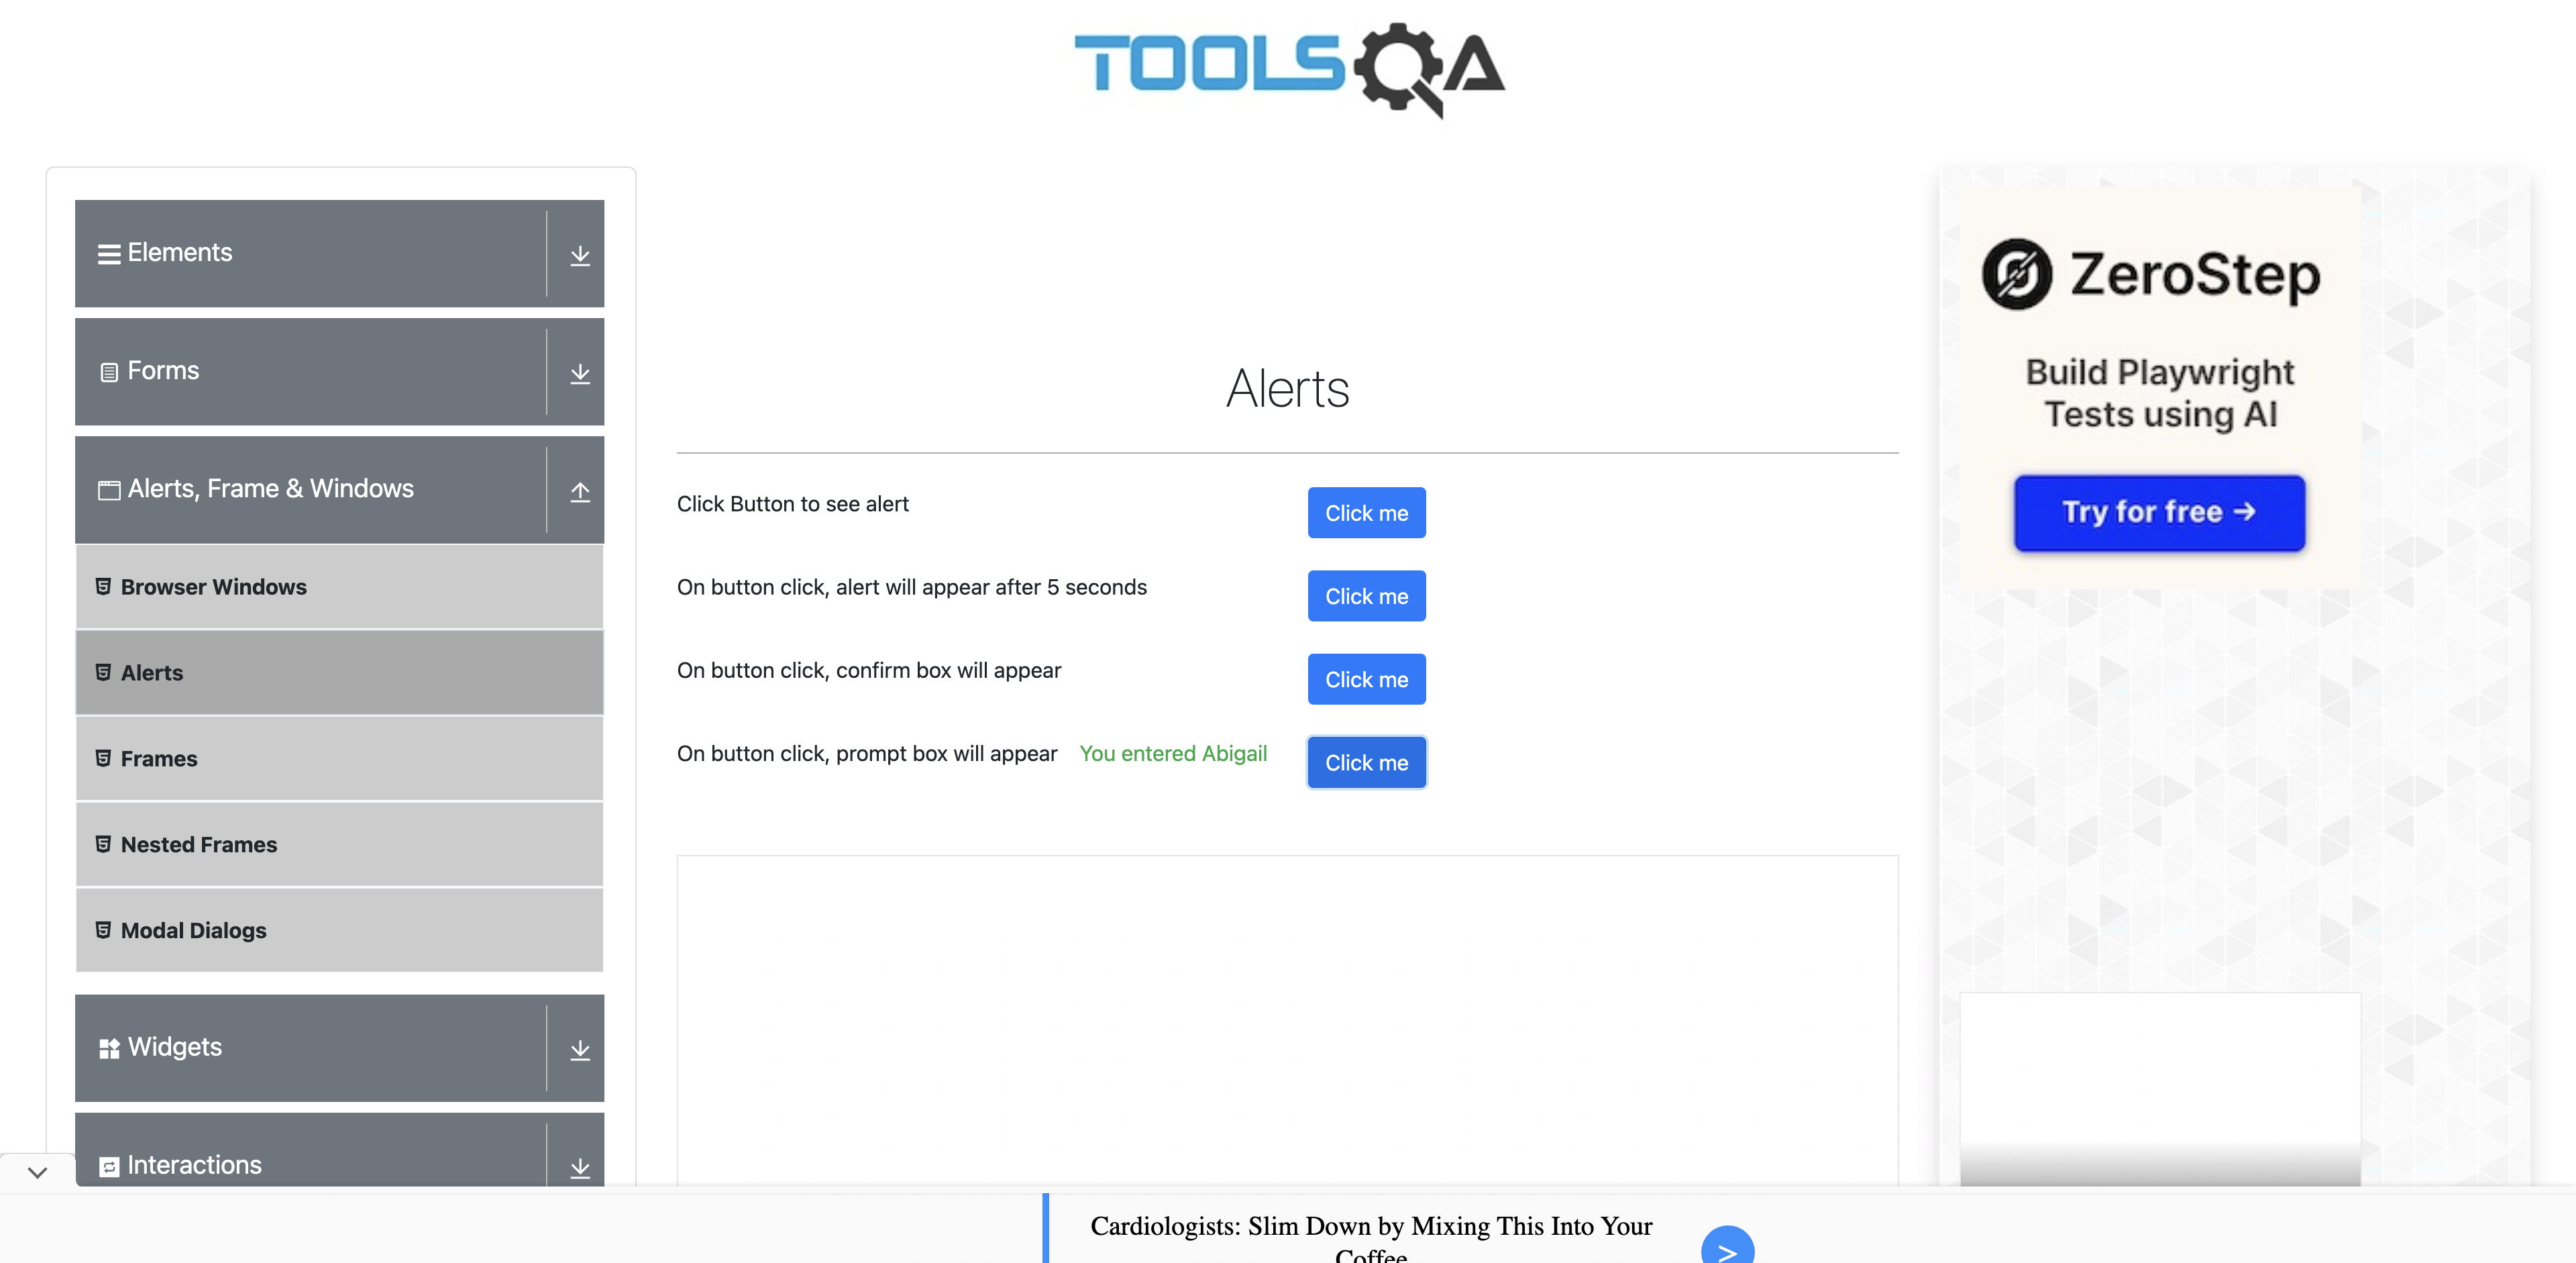 TOOLSQA
Elements
Forms
Alerts, Frame & Windows
Browser Windows
Alerts
Frames
Nested Frames
Modal Dialogs
Widgets
Interactions
Alerts
Click Button to see alert
Click me
On button click, alert will appear after 5 seconds
Click me
On button click, confirm box will appear
Click me
On button click, prompt box will appear You entered Abigail
Click me
ZeroStep
Build Playwright
Tests using AI
Try for free →
Cardiologists: Slim Down by Mixing This Into Your
Coffee
>